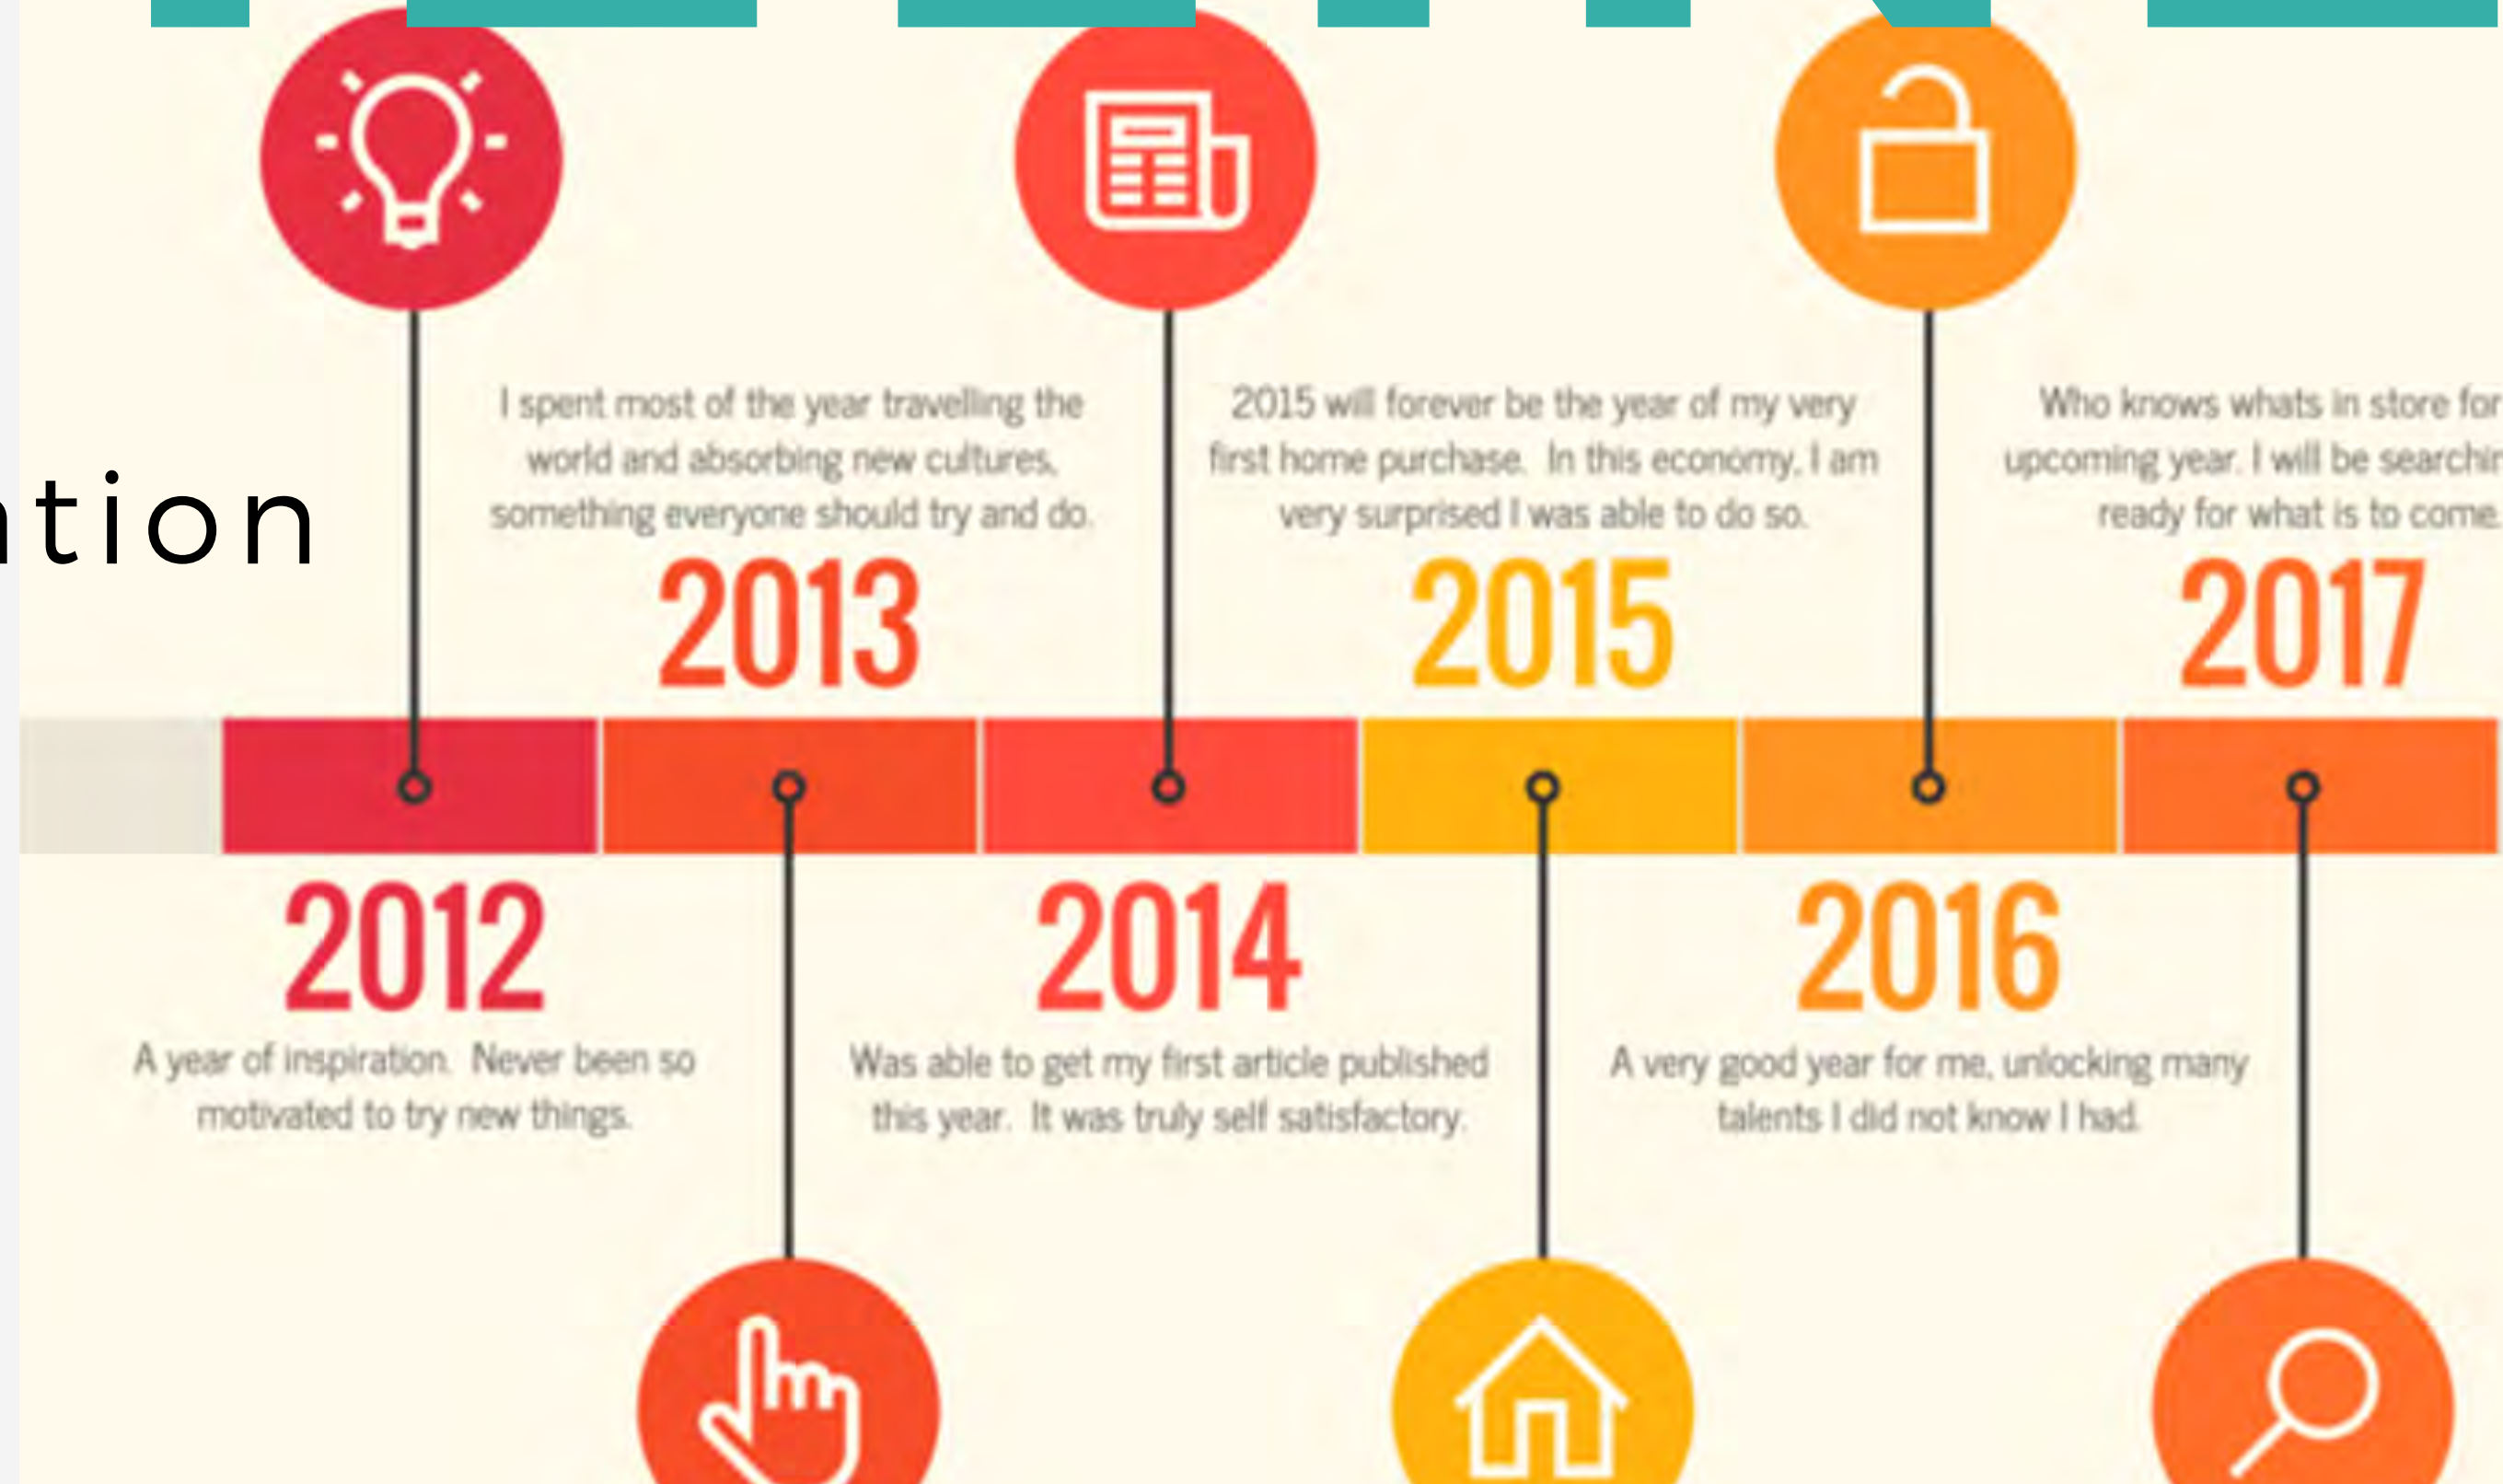 I spent most of the year travelling the
world and absorbing new cultures,
something everyone should try and do.
2013
2015 will forever be the year of my very
first home purchase. In this economy, I am
very surprised I was able to do so.
2015
Who knows whats in store for
upcoming year. I will be
ready for what is to come.
2017
2012
A year of inspiration. Never been so
motivated to try new things.
2014
Was able to get my first article published
this year. It was truly self satisfactory.
2016
A very good year for me, unlocking many
talents I did not know I had.